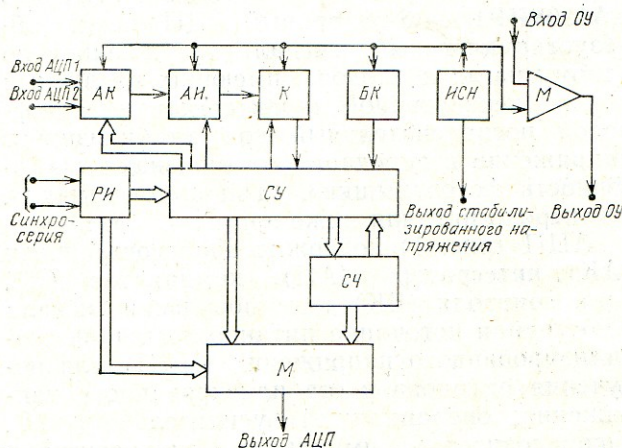 Вход ОУ
Вход АЦП1
Вход АЦП2
АК
АИ.
К
БК
ИСН
М
РИ
СУ
Синхро-
серия
Выход стабили-
зированного на-
пряжения
Выход ОУ
СЧ
М
Выход АЦП